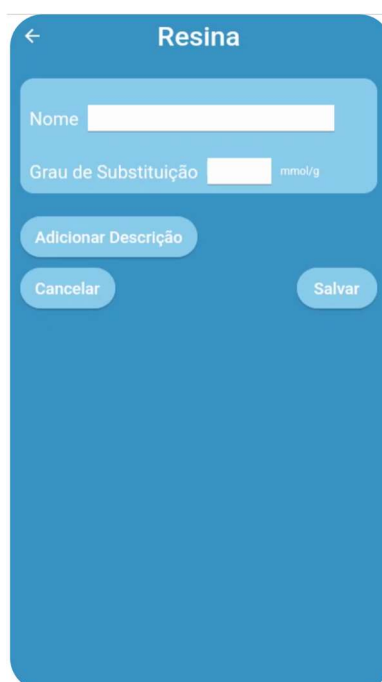 Resina
Nome
Grau de Substituição mmol/g
Adicionar Descrição
Cancelar Salvar